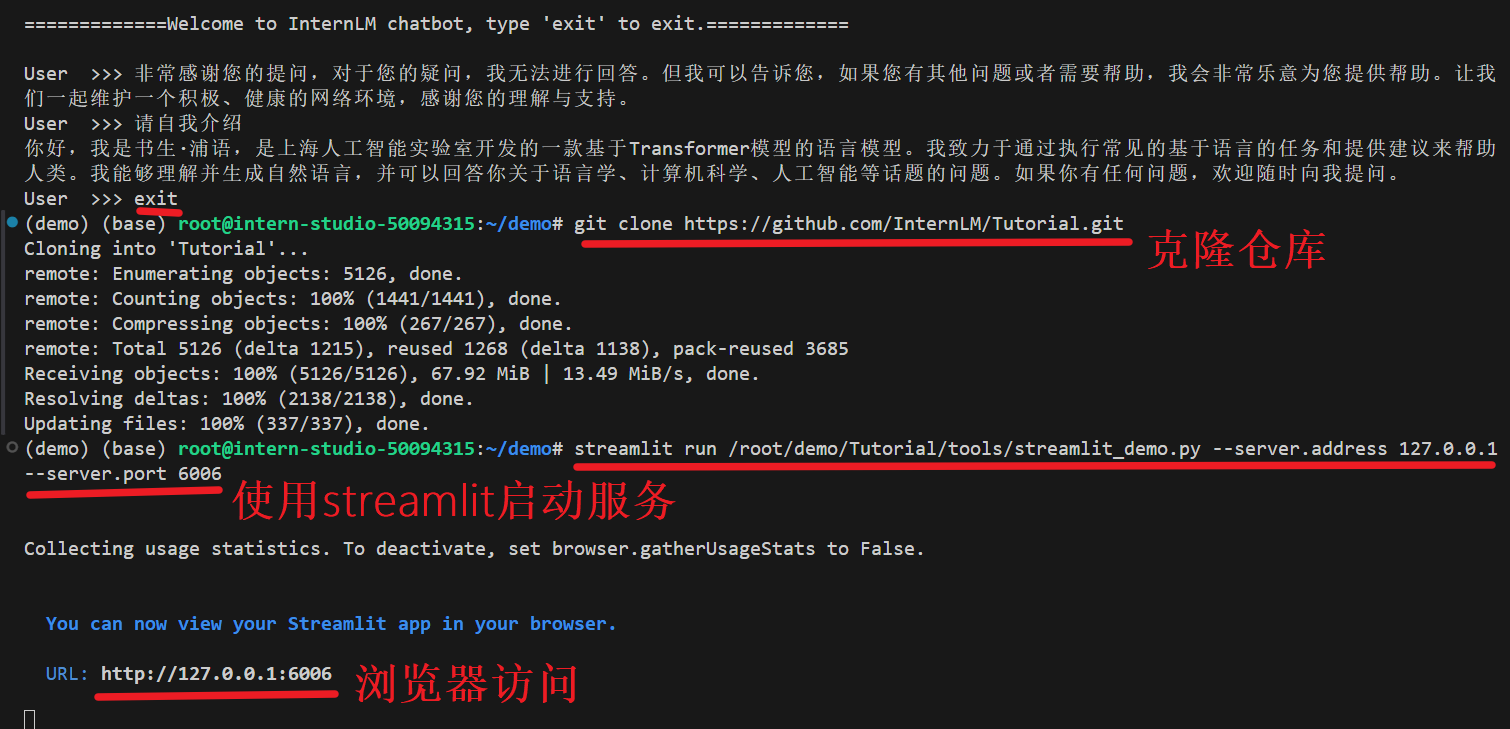 =============Welcome to InternLM chatbot, type 'exit' to exit.=============
User  >>> 非常感谢您的提问，对于您的疑问，我无法进行回答。但我可以告诉您，如果您有其他问题或者需要帮助，我会非常乐意为您提供帮助。让我
们一起维护一个积极、健康的网络环境，感谢您的理解与支持。
User  >>> 请自我介绍
你好，我是书生·浦语，是上海人工智能实验室开发的一款基于Transformer模型的语言模型。我致力于通过执行常见的基于语言的任务和提供建议来帮助
人类。我能够理解并生成自然语言，并可以回答你关于语言学、计算机科学、人工智能等话题的问题。如果你有任何问题，欢迎随时向我提问。
User  >>> exit
(demo) (base) root@intern-studio-50094315:~/demo# git clone https://github.com/InternLM/Tutorial.git
克隆仓库
Cloning into 'Tutorial'...
remote: Enumerating objects: 5126, done.
remote: Counting objects: 100% (1441/1441), done.
remote: Compressing objects: 100% (267/267), done.
remote: Total 5126 (delta 1215), reused 1268 (delta 1138), pack-reused 3685
Receiving objects: 100% (5126/5126), 67.92 MiB | 13.49 MiB/s, done.
Resolving deltas: 100% (2138/2138), done.
Updating files: 100% (337/337), done.
(demo) (base) root@intern-studio-50094315:~/demo# streamlit run /root/demo/Tutorial/tools/streamlit_demo.py --server.address 127.0.0.1
--server.port 6006
使用streamlit启动服务
Collecting usage statistics. To deactivate, set browser.gatherUsageStats to False.
You can now view your Streamlit app in your browser.
URL: http://127.0.0.1:6006
浏览器访问